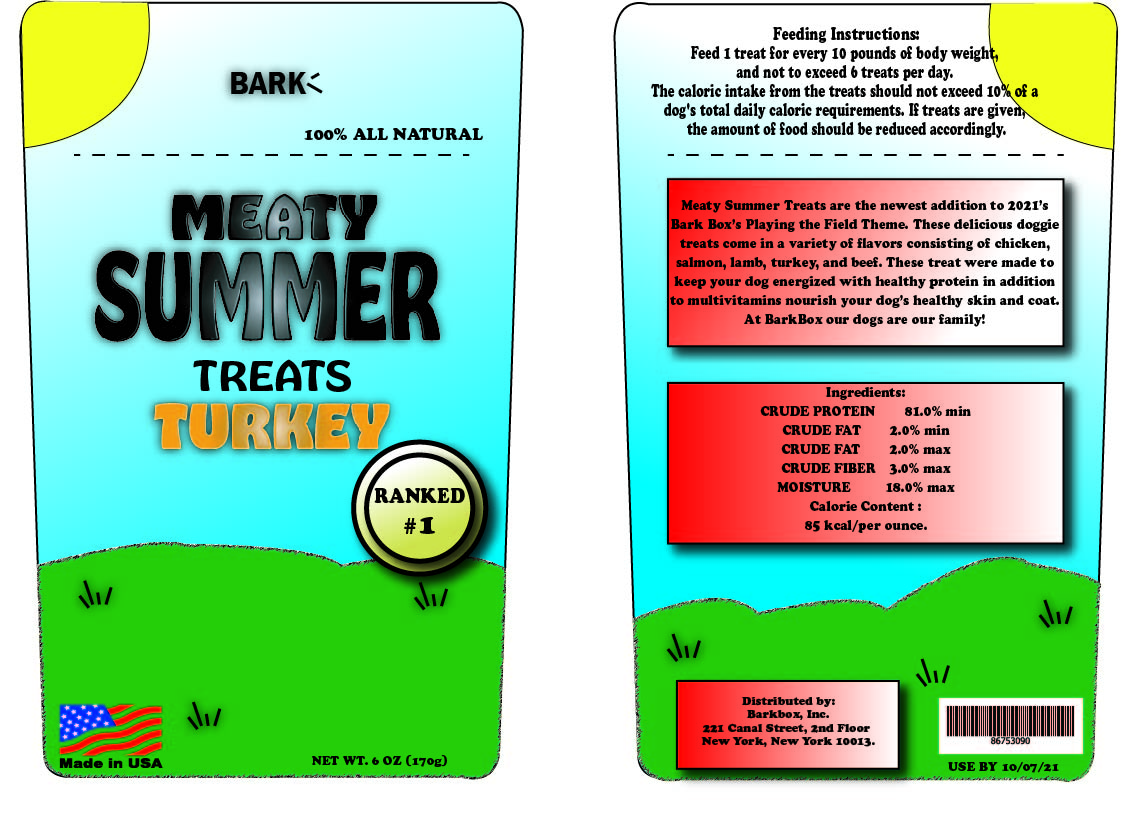 BARK
100% ALL NATURAL
MEATY
SUMMER
TREATS
TURKEY
RANKED
#1
Made in USA
NET WT. 6 OZ (170g)
Feeding Instructions:
Feed 1 treat for every 10 pounds of body weight,
and not to exceed 6 treats per day.
The caloric intake from the treats should not exceed 10% of a
dog's total daily caloric requirements. If treats are given,
the amount of food should be reduced accordingly.
Meaty Summer Treats are the newest addition to 2021's
Bark Box's Playing the Field Theme. These delicious doggie
treats come in a variety of flavors consisting of chicken,
salmon, lamb, turkey, and beef. These treat were made to
keep your dog energized with healthy protein in addition
to multivitamins nourish your dog's healthy skin and coat.
At BarkBox our dogs are our family!
Ingredients:
CRUDE PROTEIN 81.0% min
CRUDE FAT 2.0% min
CRUDE FAT 2.0% max
CRUDE FIBER 3.0% max
MOISTURE 18.0% max
Calorie Content :
85 kcal/per ounce.
Distributed by:
Barkbox, Inc.
221 Canal Street, 2nd Floor
New York, New York 10013.
86753090
USE BY 10/07/21